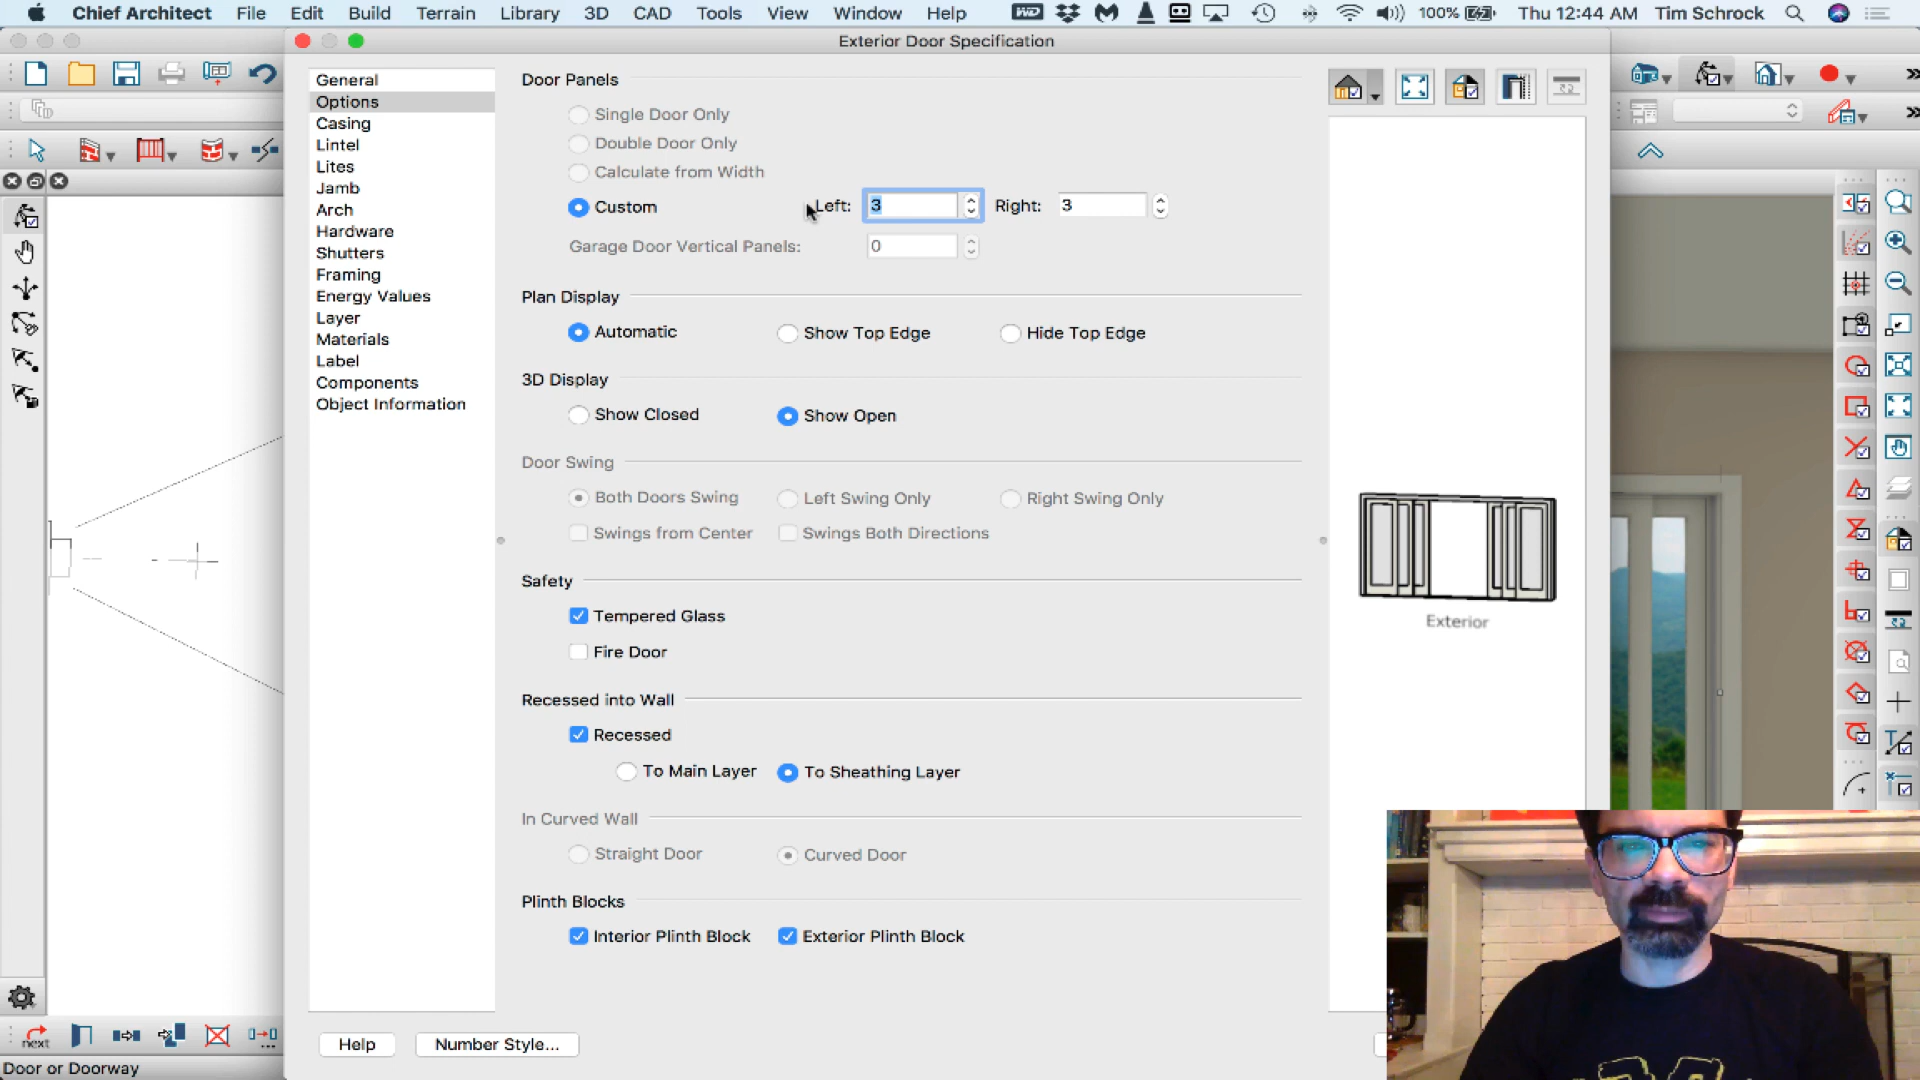 Chief Architect File Edit Build Terrain Library 3D CAD Tools View Window Help WD 100% Thu 12:44 AM Tim Schrock
Exterior Door Specification
General
Options
Casing
Lintel
Lites
Jamb
Arch
Hardware
Shutters
Framing
Energy Values
Layer
Materials
Label
Components
Object Information
Door Panels
Single Door Only
Double Door Only
Calculate from Width
Custom Left: 3 Right: 3
Garage Door Vertical Panels: 0
Plan Display
Automatic Show Top Edge Hide Top Edge
3D Display
Show Closed Show Open
Door Swing
Both Doors Swing Left Swing Only Right Swing Only
Swings from Center Swings Both Directions
Safety
Tempered Glass
Fire Door
Recessed into Wall
Recessed
To Main Layer To Sheathing Layer
In Curved Wall
Straight Door Curved Door
Plinth Blocks
Interior Plinth Block Exterior Plinth Block
Exterior
Help Number Style...
next
Door or Doorway